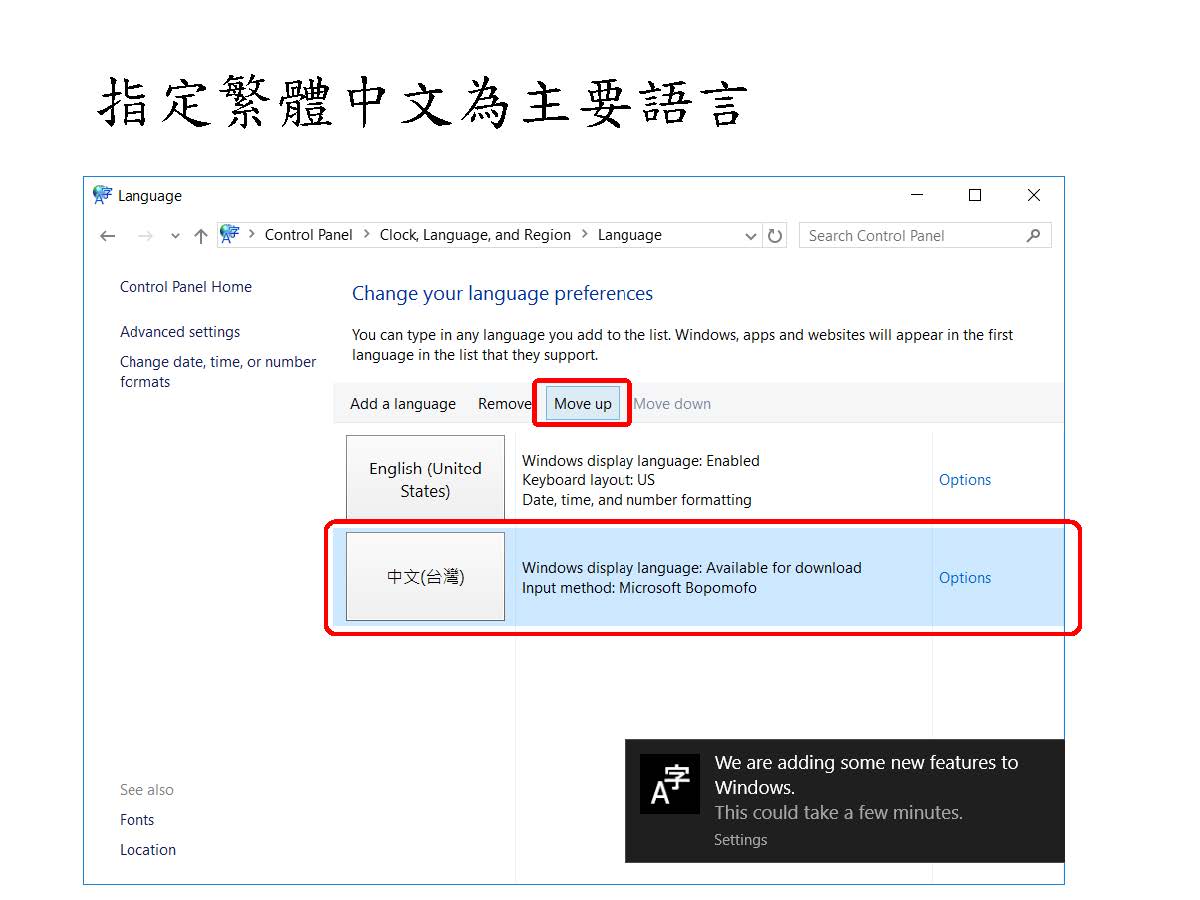 指定繁體中文為主要語言
Language
Control Panel > Clock, Language, and Region > Language
Search Control Panel
Control Panel Home
Advanced settings
Change date, time, or number
formats
Change your language preferences
You can type in any language you add to the list. Windows, apps and websites will appear in the first
language in the list that they support.
Add a language Remove Move up Move down
English (United
States)
Windows display language: Enabled
Keyboard layout: US
Date, time, and number formatting
Options
中文(台灣)
Windows display language: Available for download
Input method: Microsoft Bopomofo
Options
See also
Fonts
Location
We are adding some new features to
Windows.
This could take a few minutes.
Settings